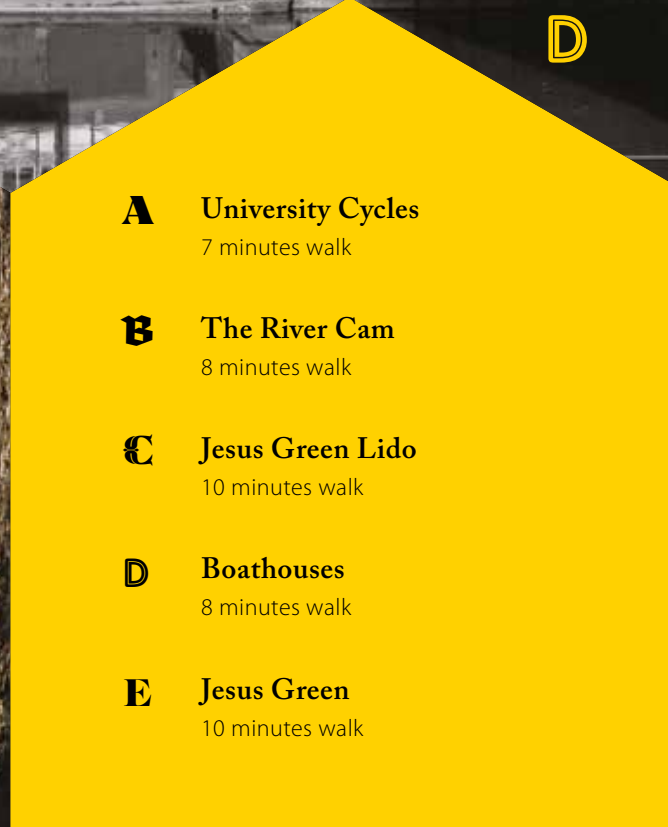 D
A University Cycles
7 minutes walk
B The River Cam
8 minutes walk
C Jesus Green Lido
10 minutes walk
D Boathouses
8 minutes walk
E Jesus Green
10 minutes walk